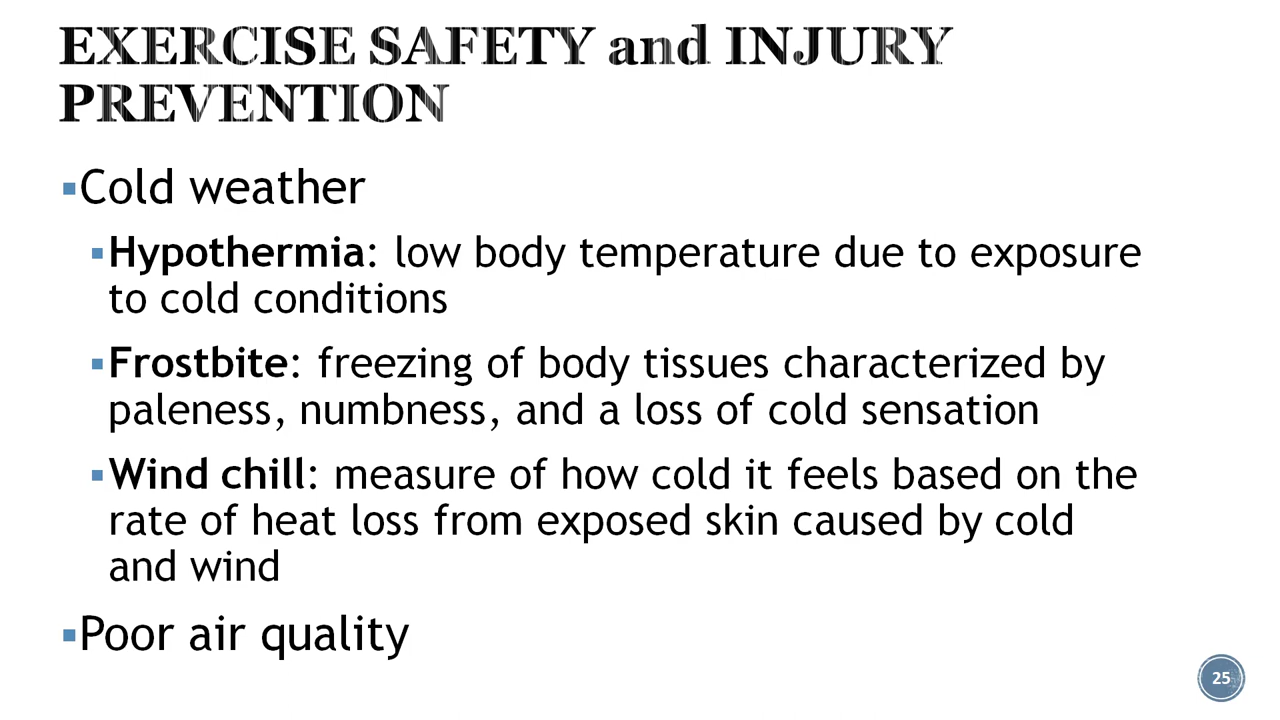 EXERCISE SAFETY and INJURY
PREVENTION
▪Cold weather
▪Hypothermia: low body temperature due to exposure
to cold conditions
▪Frostbite: freezing of body tissues characterized by
paleness, numbness, and a loss of cold sensation
▪Wind chill: measure of how cold it feels based on the
rate of heat loss from exposed skin caused by cold
and wind
▪Poor air quality
25